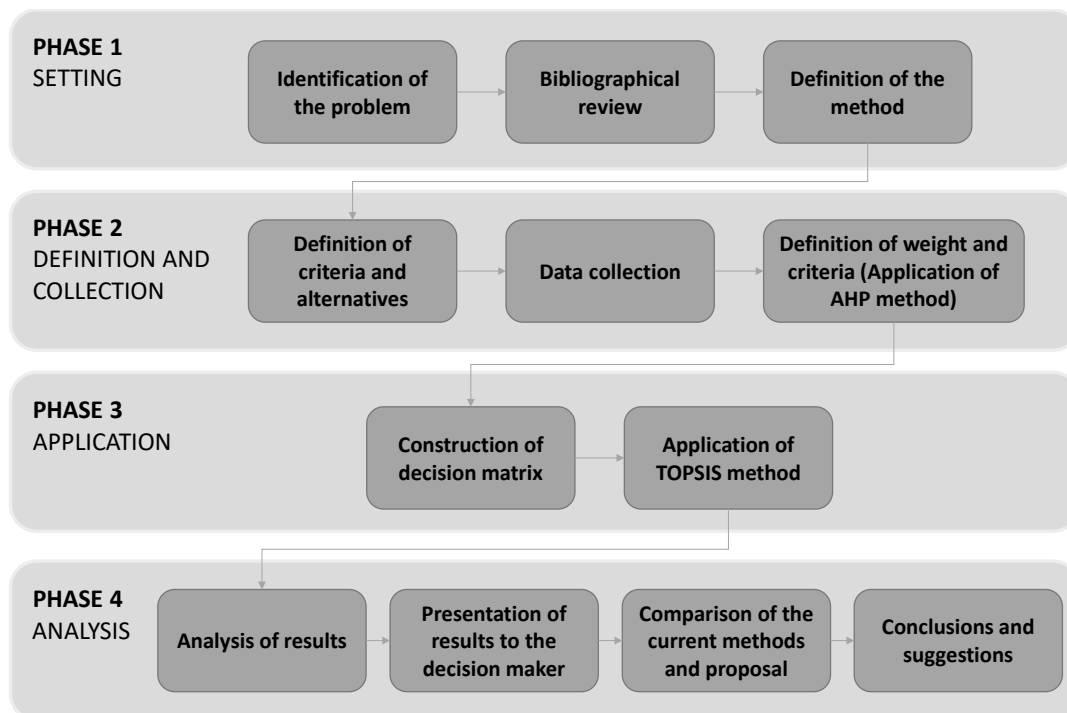 PHASE 1
SETTING
Identification of
the problem
Bibliographical
review
Definition of the
method
PHASE 2
DEFINITION AND
COLLECTION
Definition of
criteria and
alternatives
Data collection
Definition of weight and
criteria (Application of
AHP method)
PHASE 3
APPLICATION
Construction of
decision matrix
Application of
TOPSIS method
PHASE 4
ANALYSIS
Analysis of results
Presentation of
results to the
decision maker
Comparison of the
current methods
and proposal
Conclusions and
suggestions